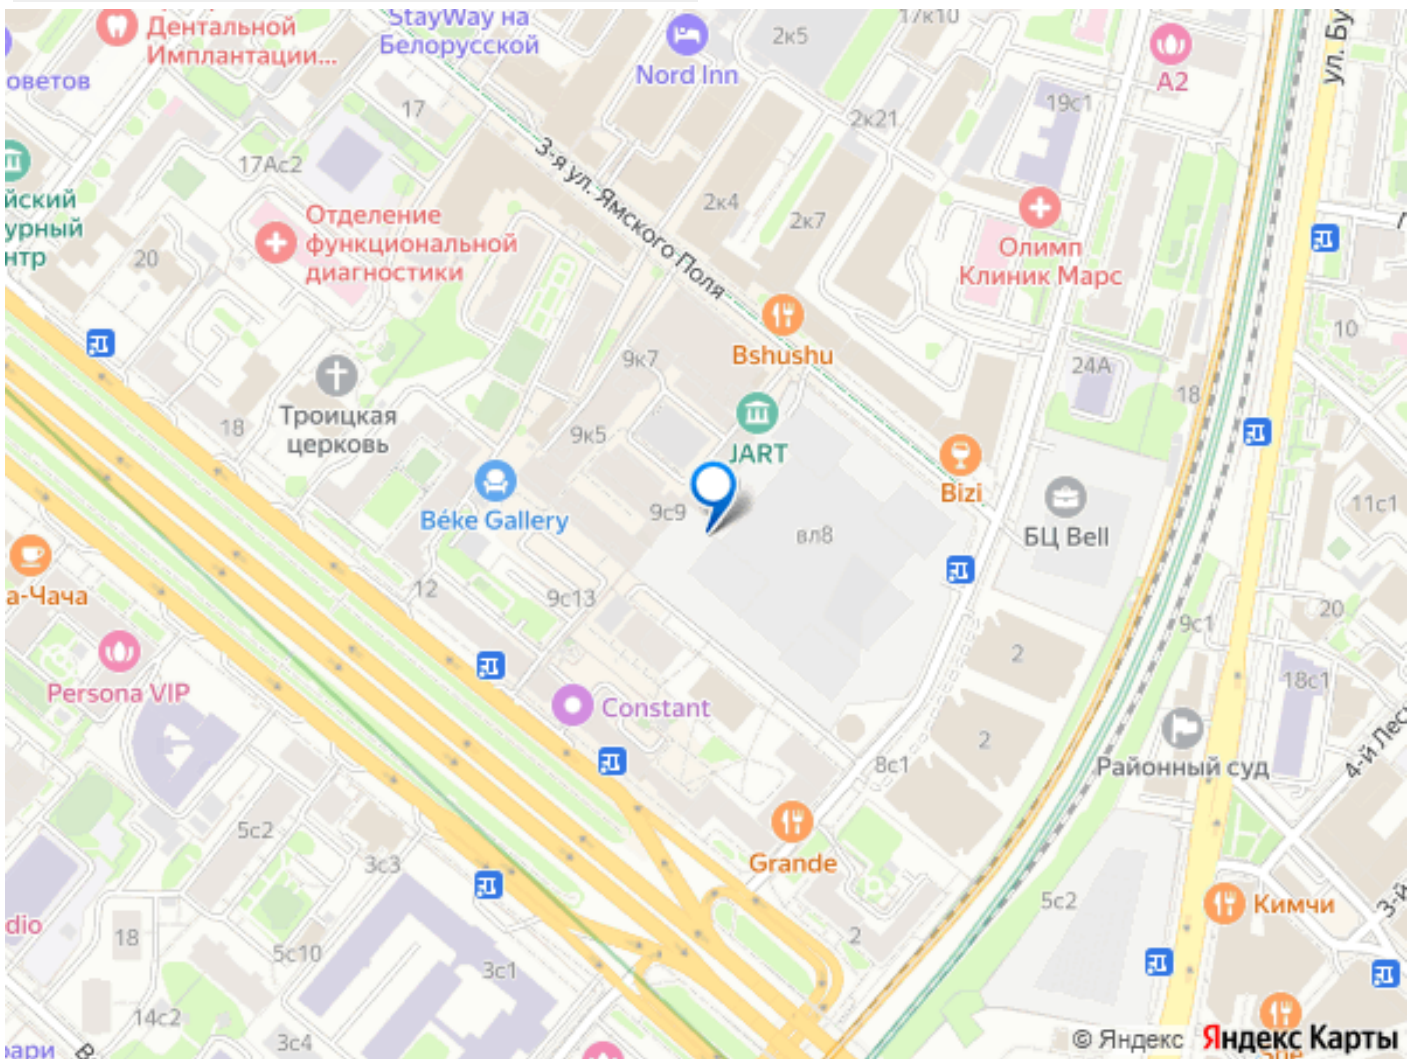 Дентальной
Имплантации...
StayWay на
Белорусской
Nord Inn
2к5
17к10
A2
ул. Бу
оветов
17
17Ас2
19с1
2к21
3-я ул. Ямского Поля
йский
урный
нтр
20
Отделение
функциональной
диагностики
2к4
2к7
Олимп
Клиник Марс
10
Bshushu
9к7
24А
18
Троицкая
церковь
18
9к5
JART
Bizi
Béke Gallery
9с9
вл8
БЦ Bell
11с1
а-Чача
12
9с13
20
9с1
2
Persona VIP
18с1
Constant
2
8с1
Районный суд
4-й Лес
5с2
3с3
Grande
5с2
Кимчи
3-й
dio
18
5с10
3с1
2
14с2
3с4
© Яндекс Яндекс Карты